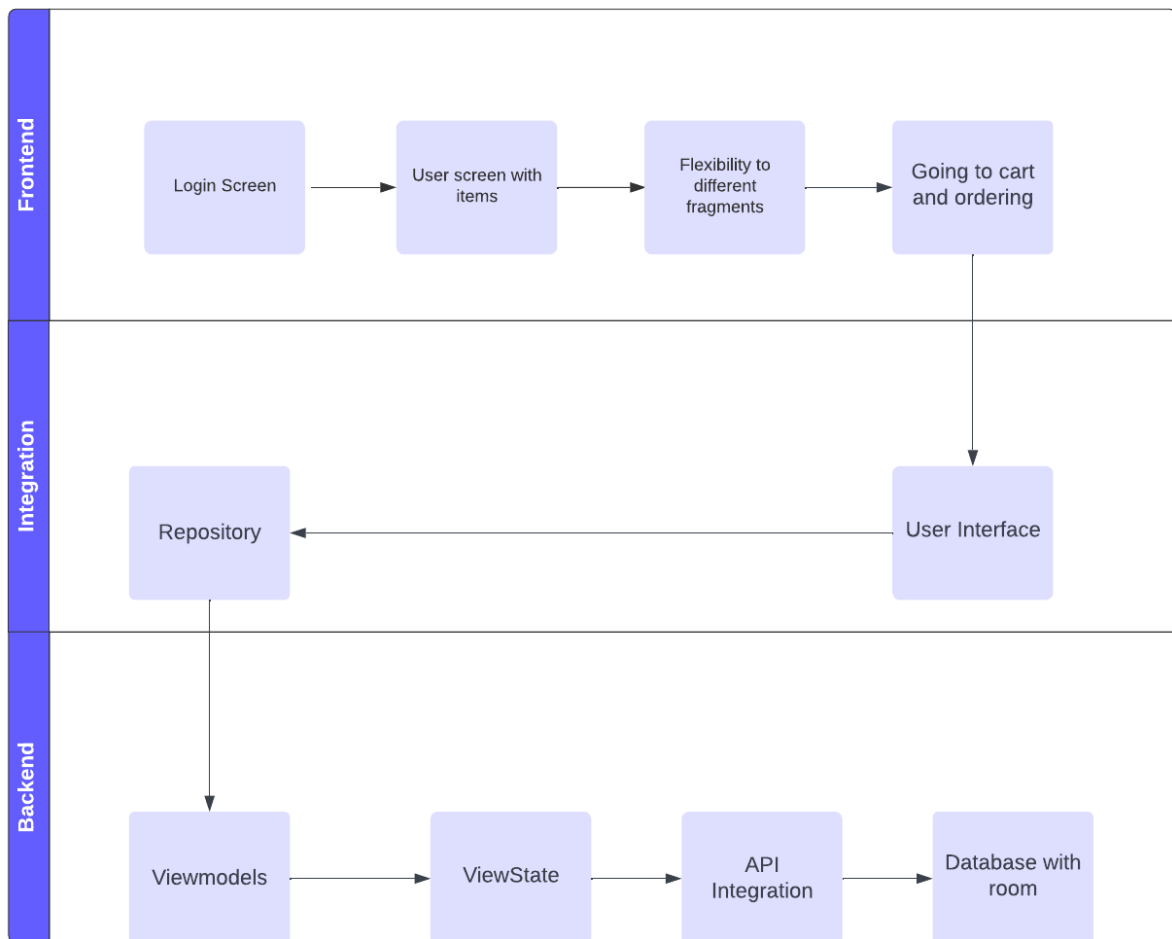 Frontend
Login Screen
User screen with
items
Flexibility to
different
fragments
Going to cart
and ordering
Integration
Repository
User Interface
Backend
Viewmodels
ViewState
API
Integration
Database with
room